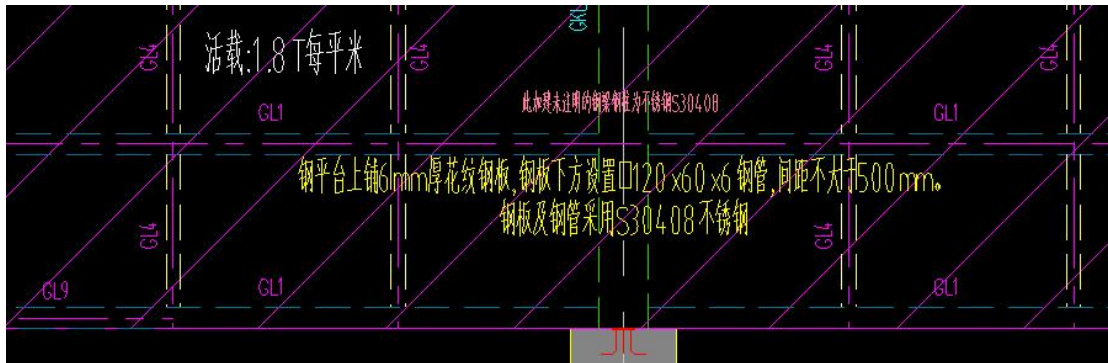 GKL
GL4
GL4
GL4
GL4
活载:1.8T每平米
此加建未注明的钢梁钢柱为不锈钢S30408
GL1
GL1
钢平台上铺6mm厚花纹钢板,钢板下方设置口120x60x6钢管,间距不大于500mm。
钢板及钢管采用S30408不锈钢
GL4
GL4
GL9
GL1
GL1